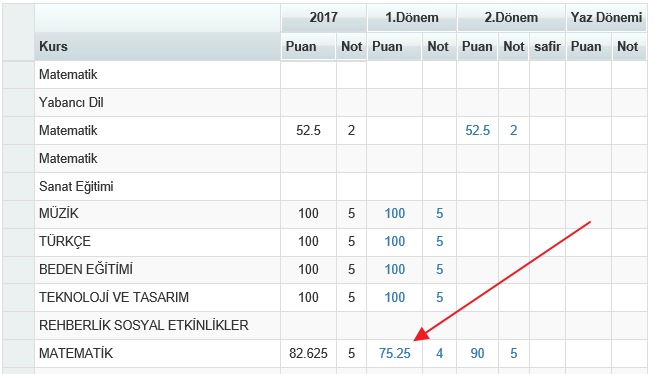 2017 1.Dönem 2.Dönem Yaz Dönemi
Kurs Puan Not Puan Not Puan Not safir Puan Not
Matematik
Yabancı Dil
Matematik 52.5 2 52.5 2
Matematik
Sanat Eğitimi
MÜZİK 100 5 100 5
TÜRKÇE 100 5 100 5
BEDEN EĞİTİMİ 100 5 100 5
TEKNOLOJİ VE TASARIM 100 5 100 5
REHBERLİK SOSYAL ETKİNLİKLER
MATEMATİK 82.625 5 75.25 4 90 5